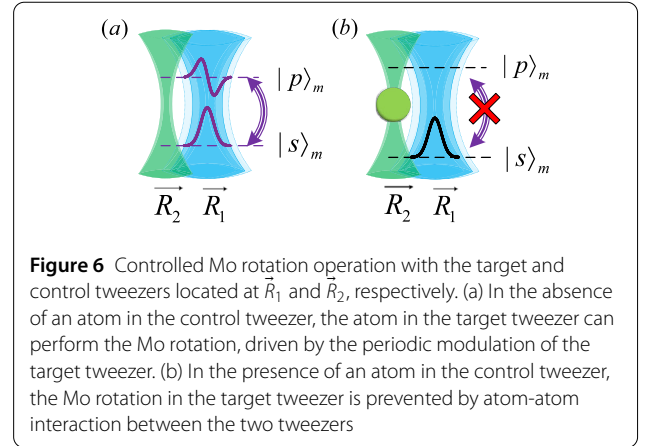 (a)
(b)
| p⟩ₘ
| p⟩ₘ
| s⟩ₘ
| s⟩ₘ
R⃗₂ R⃗₁
R⃗₂ R⃗₁
Figure 6 Controlled Mo rotation operation with the target and
control tweezers located at R⃗₁ and R⃗₂, respectively. (a) In the absence
of an atom in the control tweezer, the atom in the target tweezer can
perform the Mo rotation, driven by the periodic modulation of the
target tweezer. (b) In the presence of an atom in the control tweezer,
the Mo rotation in the target tweezer is prevented by atom-atom
interaction between the two tweezers